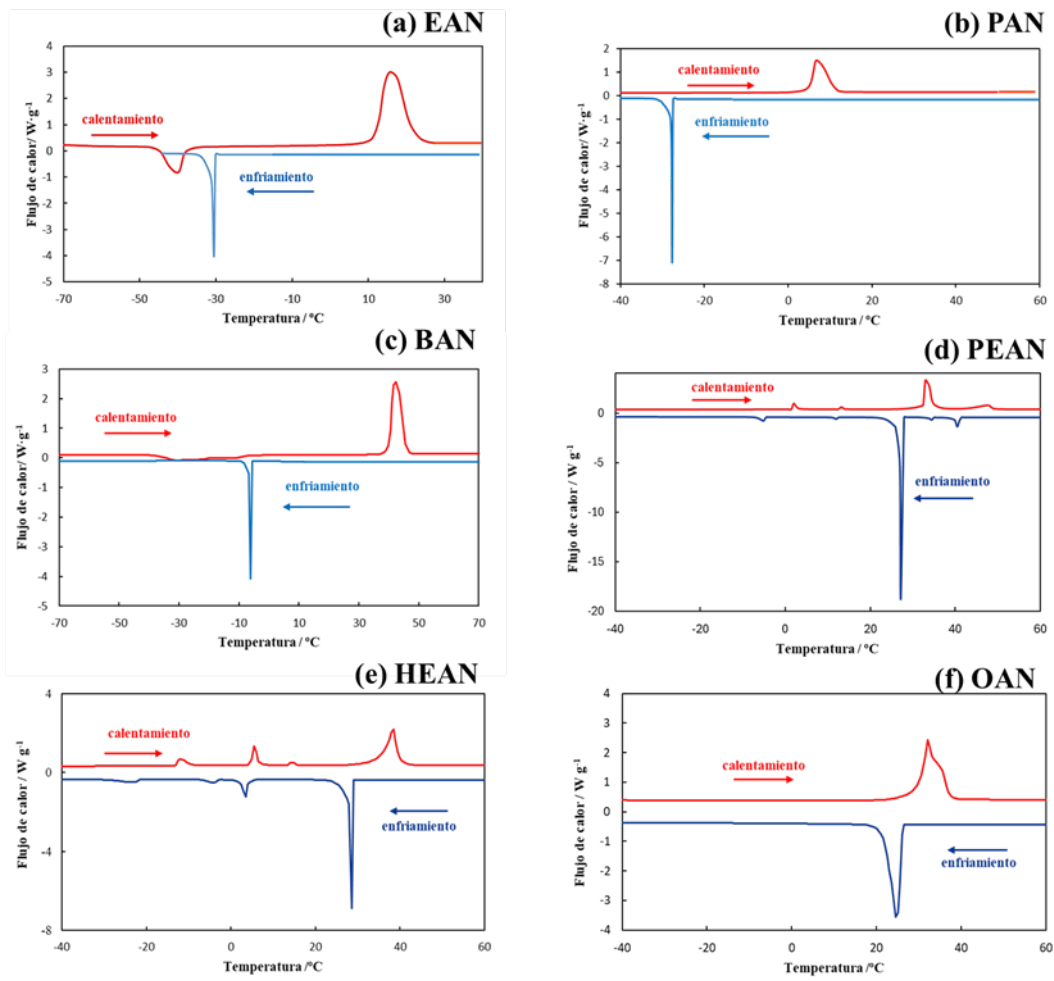 (a) EAN
4
3
2
1
0
-1
-2
-3
-4
-5
Flujo de calor/ W·g-1
calentamiento
enfriamiento
-70 -50 -30 -10 10 30
Temperatura / ºC
(b) PAN
2
1
0
-1
-2
-3
-4
-5
-6
-7
-8
Flujo de calor/ W·g-1
calentamiento
enfriamiento
-40 -20 0 20 40 60
Temperatura / ºC
(c) BAN
3
2
1
0
-1
-2
-3
-4
-5
Flujo de calor/ W·g-1
calentamiento
enfriamiento
-70 -50 -30 -10 10 30 50 70
Temperatura / ºC
(d) PEAN
0
-5
-10
-15
-20
Flujo de calor / W g-1
calentamiento
enfriamiento
-40 -20 0 20 40 60
Temperatura / ºC
(e) HEAN
4
0
-4
-8
Flujo de calor / W g-1
calentamiento
enfriamiento
-40 -20 0 20 40 60
Temperatura /ºC
(f) OAN
4
3
2
1
0
-1
-2
-3
-4
Flujo de calor / W g-1
calentamiento
enfriamiento
-40 -20 0 20 40 60
Temperatura / ºC